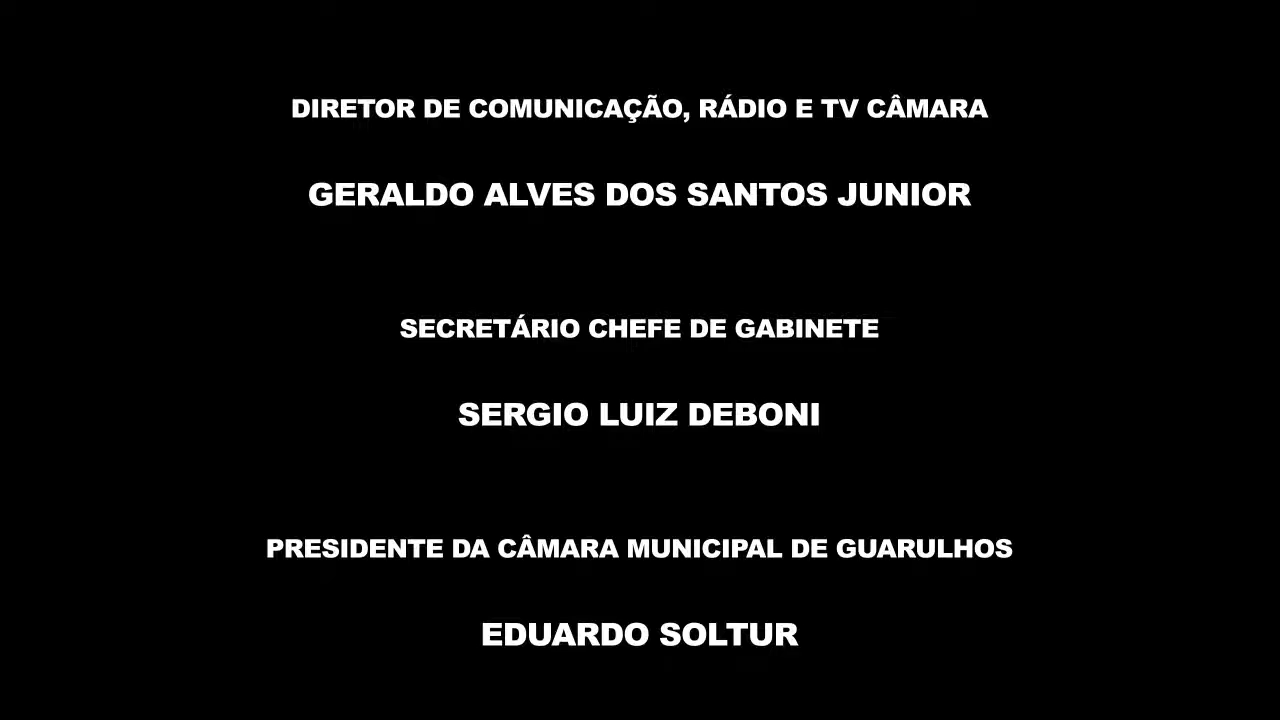 DIRETOR DE COMUNICAÇÃO, RÁDIO E TV CÂMARA
GERALDO ALVES DOS SANTOS JUNIOR
SECRETÁRIO CHEFE DE GABINETE
SERGIO LUIZ DEBONI
PRESIDENTE DA CÂMARA MUNICIPAL DE GUARULHOS
EDUARDO SOLTUR